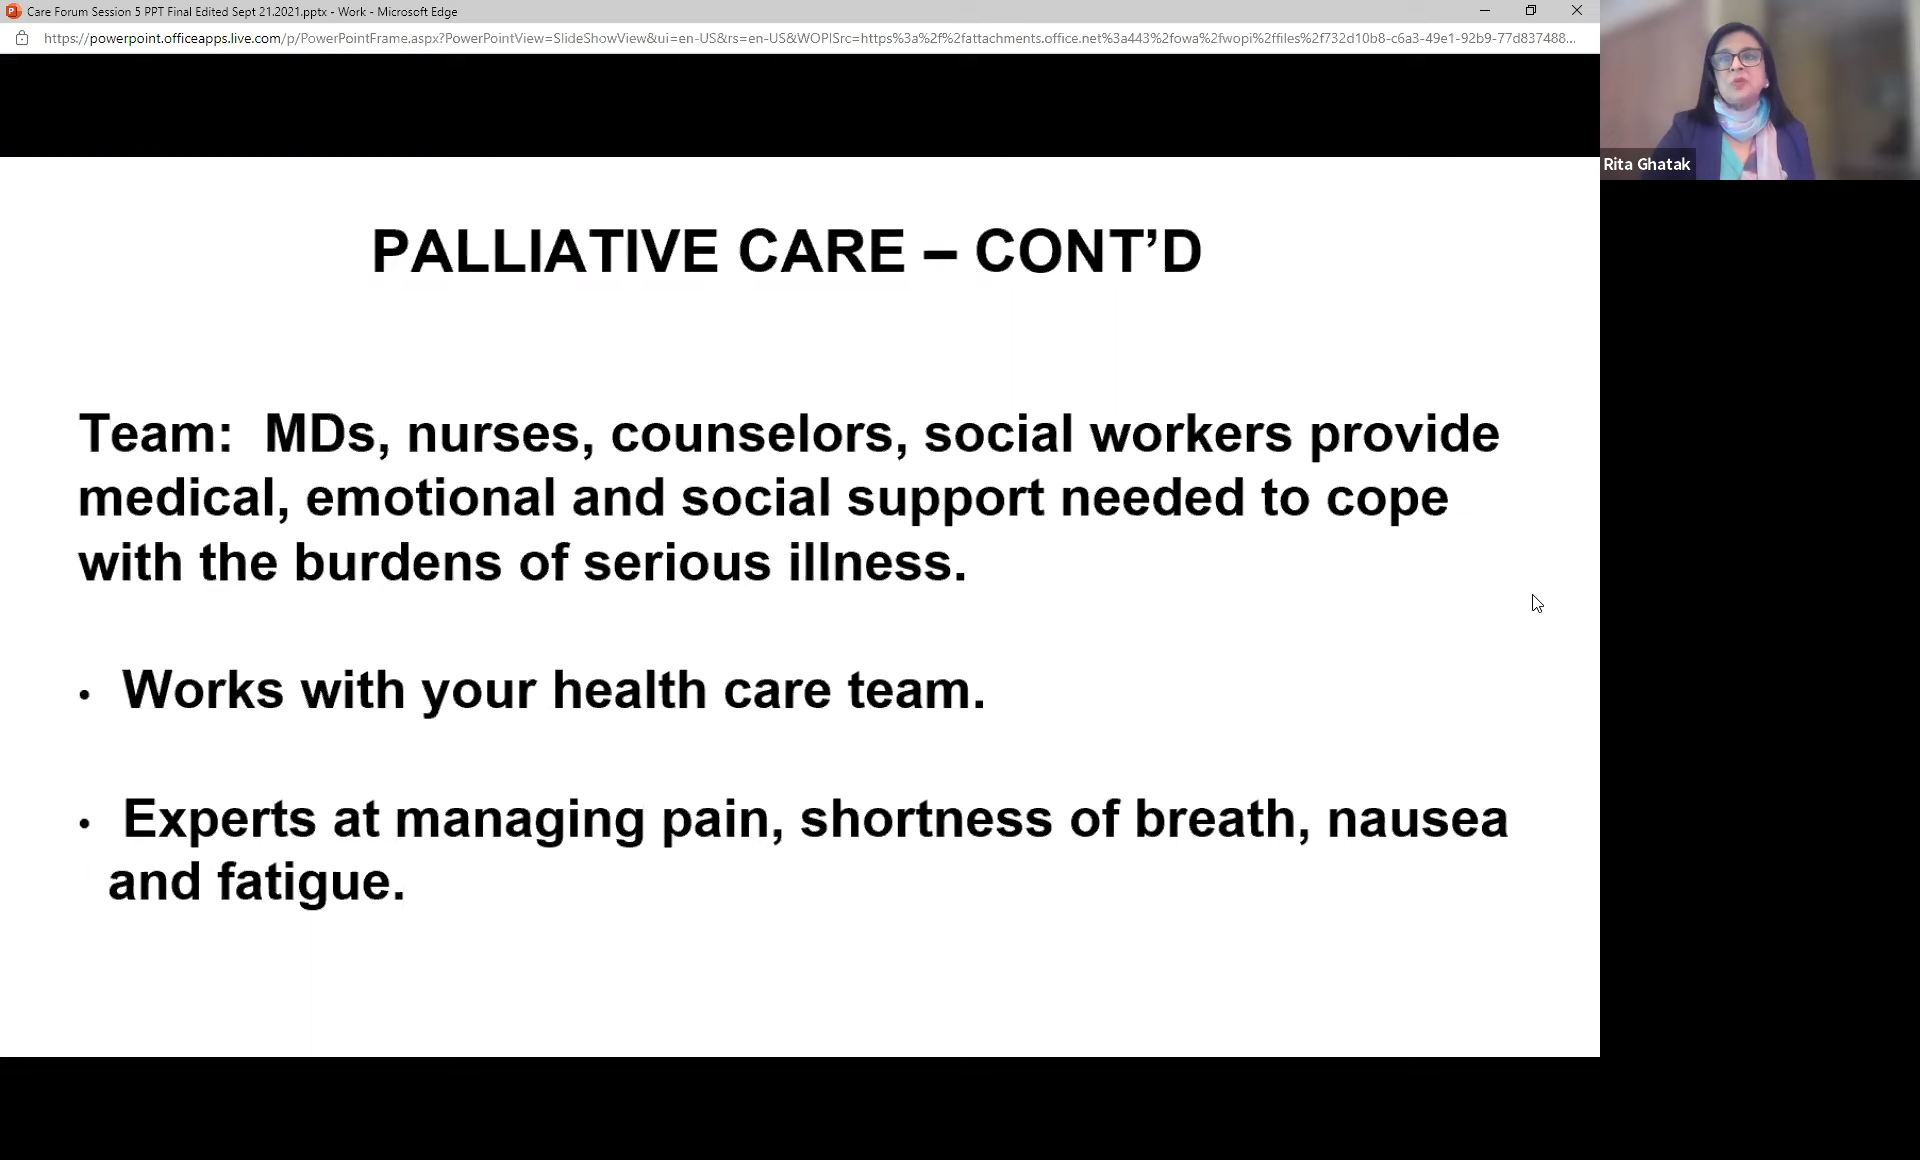 Care Forum Session 5 PPT Final Edited Sept 21.2021.pptx - Work - Microsoft Edge
https://powerpoint.officeapps.live.com/p/PowerPointFrame.aspx?PowerPointView=SlideShowView&ui=en-US&rs=en-US&WOPISrc=https%3a%2f%2fattachments.office.net%3a443%2fowa%2fwopi%2ffiles%2f732d10b8-c6a3-49e1-92b9-77d837488...
Rita Ghatak
PALLIATIVE CARE – CONT’D
Team:  MDs, nurses, counselors, social workers provide
medical, emotional and social support needed to cope
with the burdens of serious illness.
• Works with your health care team.
• Experts at managing pain, shortness of breath, nausea
and fatigue.